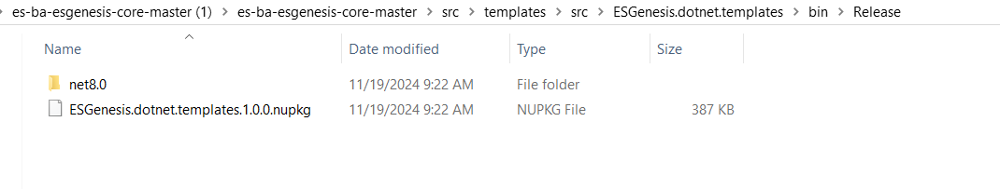 es-ba-esgenesis-core-master (1) > es-ba-esgenesis-core-master > src > templates > src > ESGenesis.dotnet.templates > bin > Release
Name Date modified Type Size
net8.0 11/19/2024 9:22 AM File folder
ESGenesis.dotnet.templates.1.0.0.nupkg 11/19/2024 9:22 AM NUPKG File 387 KB